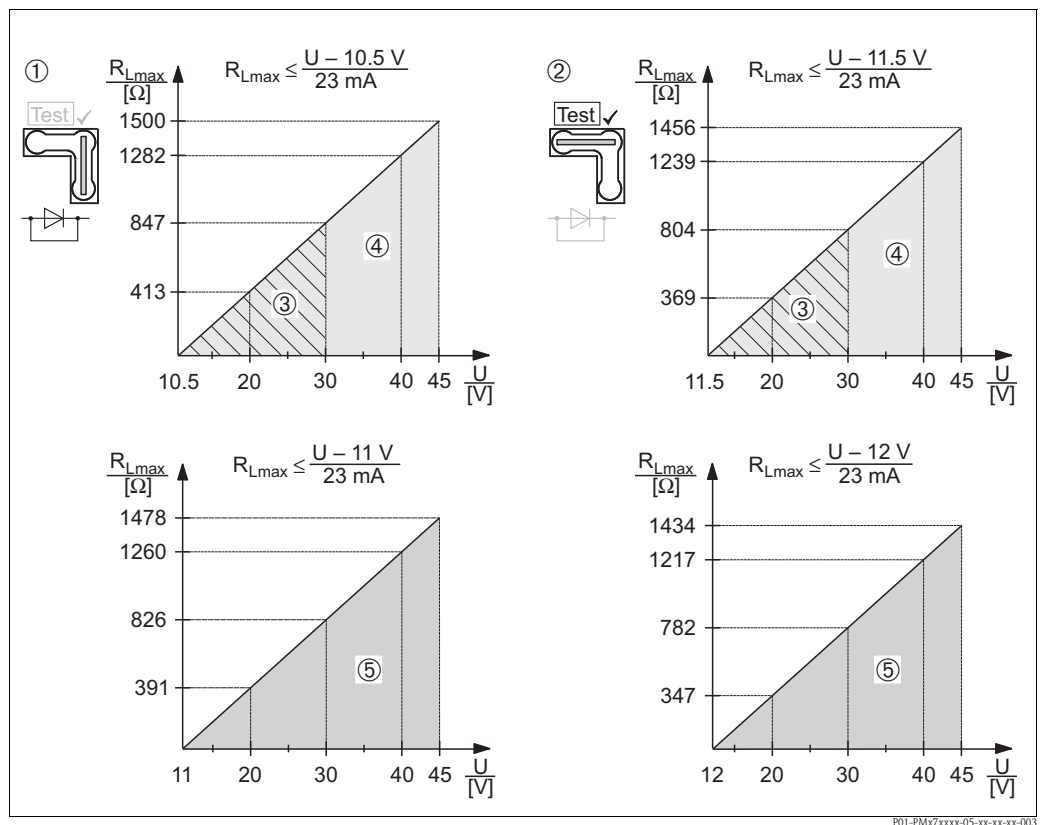 ①
Test ✓
R_Lmax
[Ω]
R_Lmax ≤ U – 10.5 V
23 mA
1500
1282
847
413
③
④
10.5 20 30 40 45 U
[V]
②
Test ✓
R_Lmax
[Ω]
R_Lmax ≤ U – 11.5 V
23 mA
1456
1239
804
369
③
④
11.5 20 30 40 45 U
[V]
R_Lmax
[Ω]
R_Lmax ≤ U – 11 V
23 mA
1478
1260
826
391
⑤
11 20 30 40 45 U
[V]
R_Lmax
[Ω]
R_Lmax ≤ U – 12 V
23 mA
1434
1217
782
347
⑤
12 20 30 40 45 U
[V]
P01-PMx7xxxx-05-xx-xx-xx-003